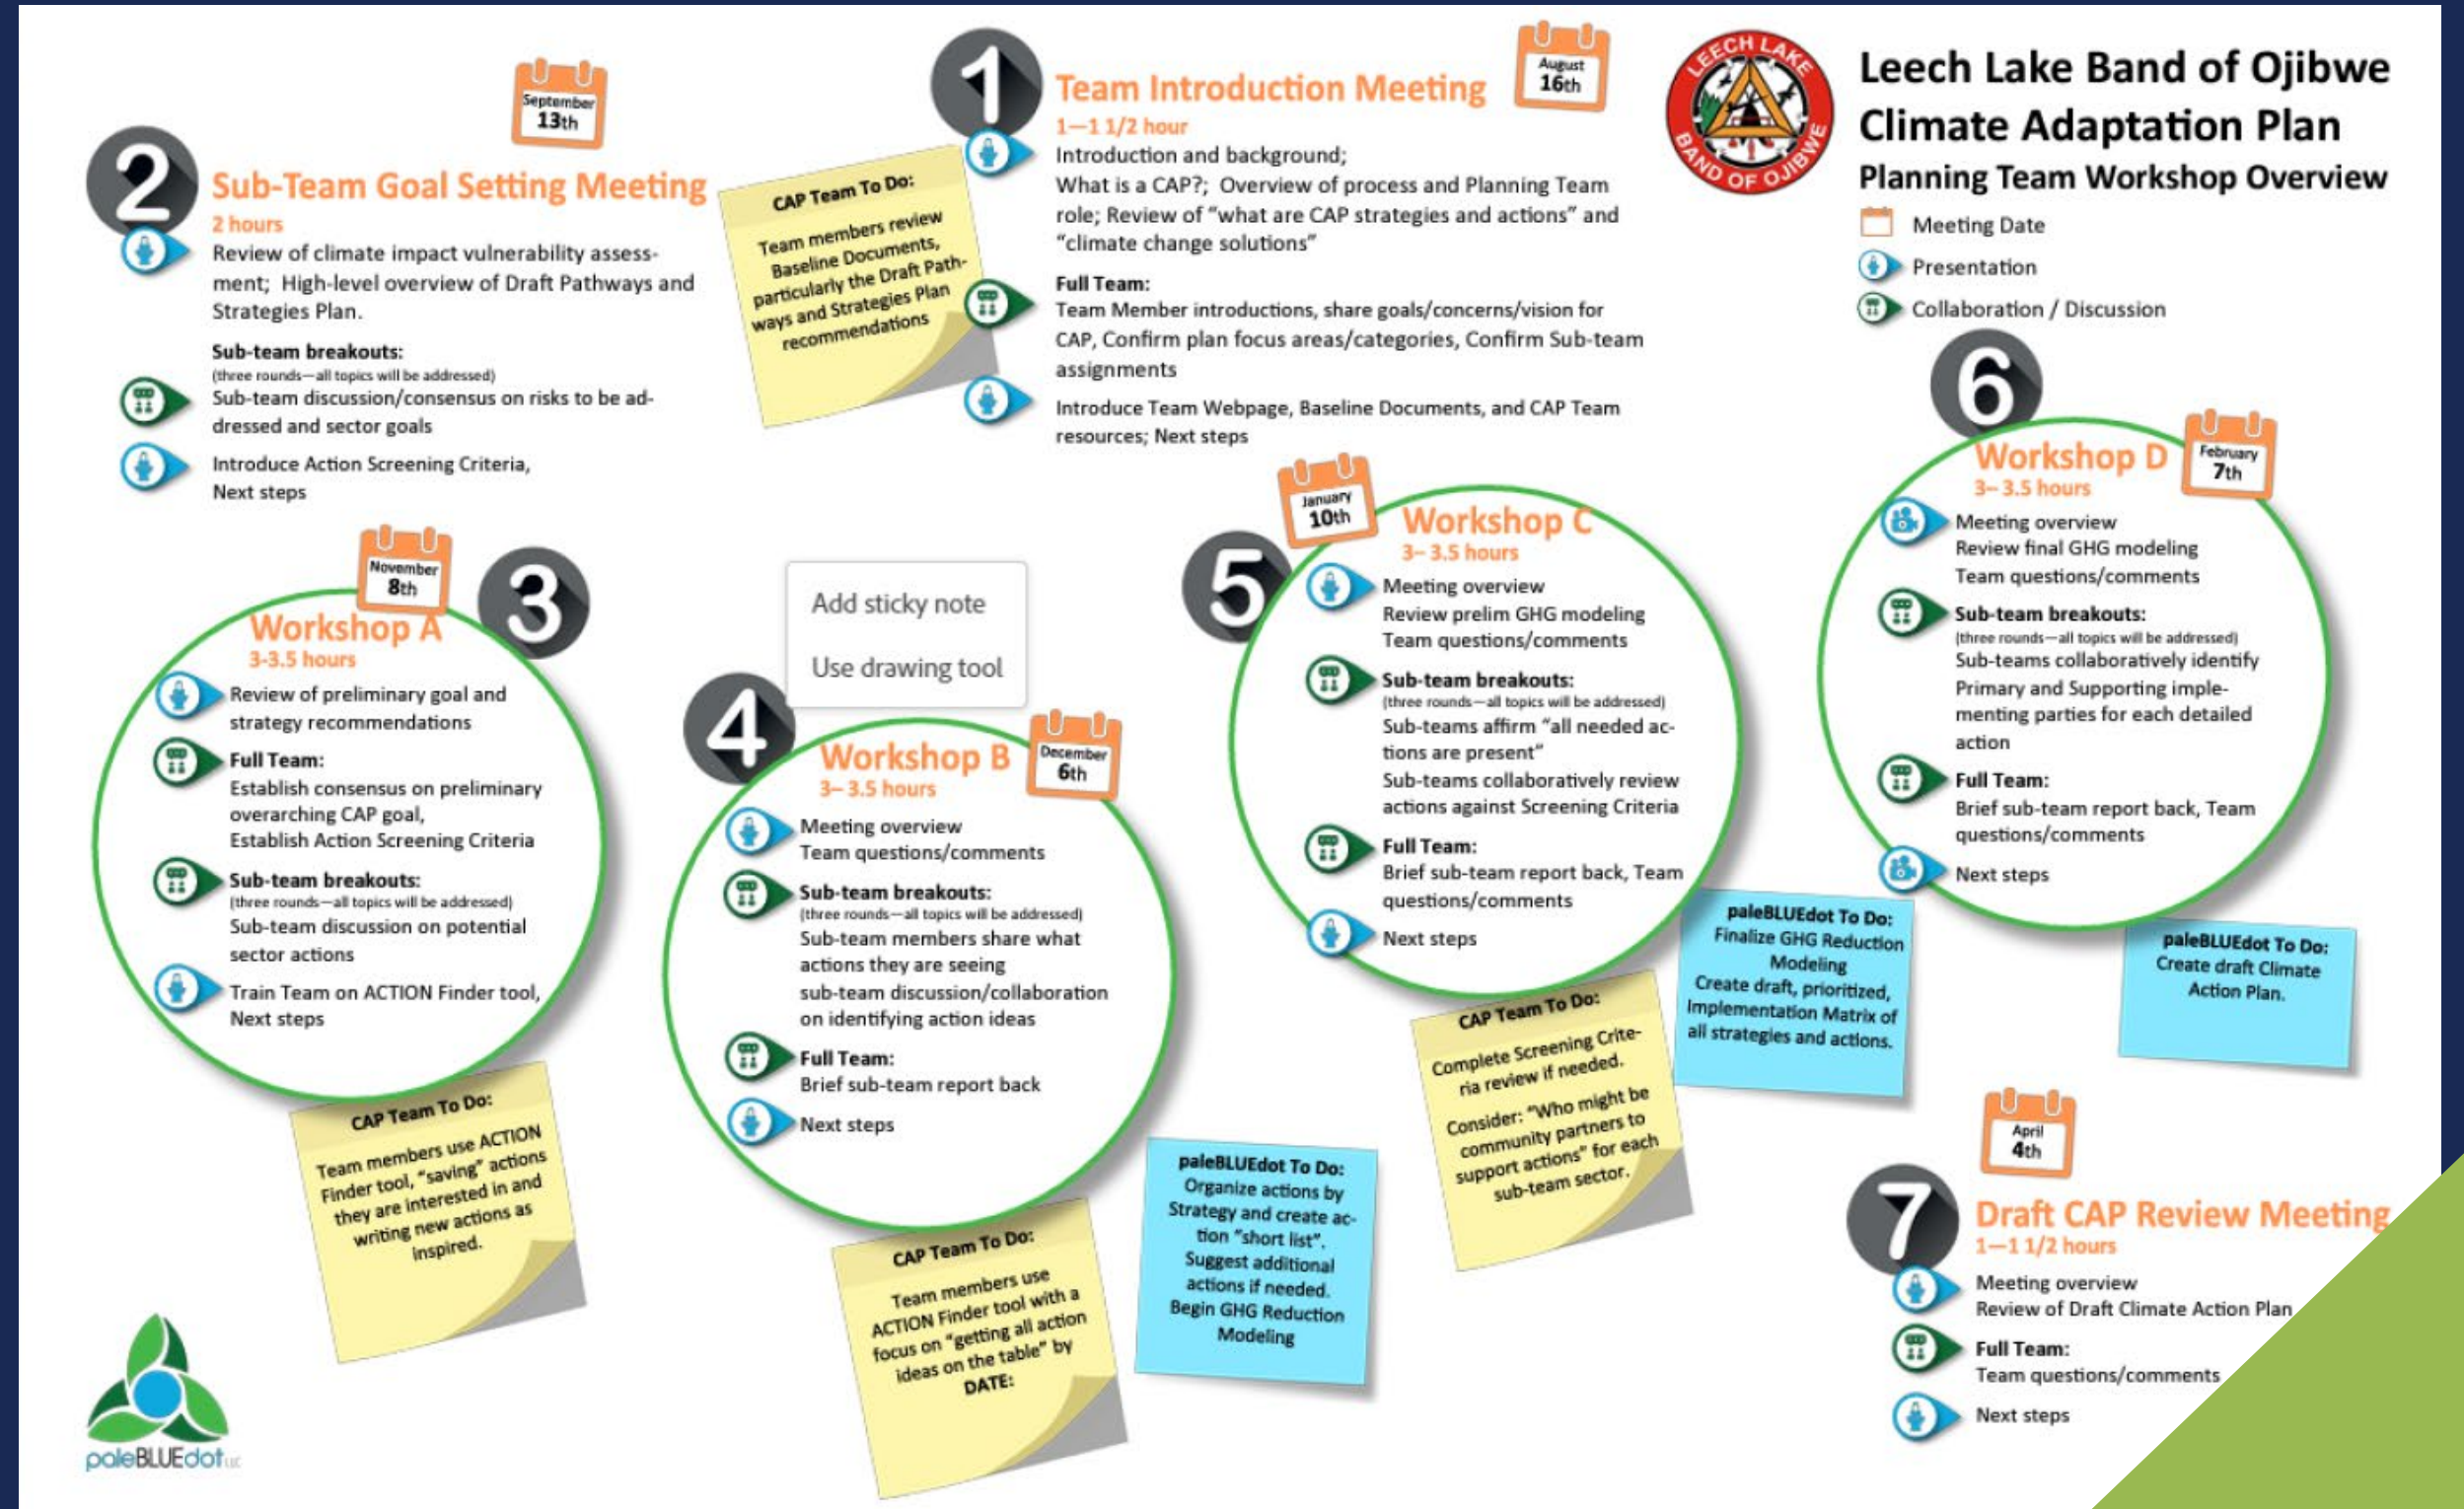 Leech Lake Band of Ojibwe
Climate Adaptation Plan
Planning Team Workshop Overview
Meeting Date
Presentation
Collaboration / Discussion
LEECH LAKE
BAND OF OJIBWE
1
August
16th
Team Introduction Meeting
1—1 1/2 hour
Introduction and background;
What is a CAP?; Overview of process and Planning Team
role; Review of “what are CAP strategies and actions” and
“climate change solutions”
Full Team:
Team Member introductions, share goals/concerns/vision for
CAP, Confirm plan focus areas/categories, Confirm Sub-team
assignments
Introduce Team Webpage, Baseline Documents, and CAP Team
resources; Next steps
CAP Team To Do:
Team members review
Baseline Documents,
particularly the Draft Path-
ways and Strategies Plan
recommendations
2
September
13th
Sub-Team Goal Setting Meeting
2 hours
Review of climate impact vulnerability assess-
ment; High-level overview of Draft Pathways and
Strategies Plan.
Sub-team breakouts:
(three rounds—all topics will be addressed)
Sub-team discussion/consensus on risks to be ad-
dressed and sector goals
Introduce Action Screening Criteria,
Next steps
3
November
8th
Workshop A
3-3.5 hours
Review of preliminary goal and
strategy recommendations
Full Team:
Establish consensus on preliminary
overarching CAP goal,
Establish Action Screening Criteria
Sub-team breakouts:
(three rounds—all topics will be addressed)
Sub-team discussion on potential
sector actions
Train Team on ACTION Finder tool,
Next steps
CAP Team To Do:
Team members use ACTION
Finder tool, “saving” actions
they are interested in and
writing new actions as
inspired.
Add sticky note
Use drawing tool
4
December
6th
Workshop B
3– 3.5 hours
Meeting overview
Team questions/comments
Sub-team breakouts:
(three rounds—all topics will be addressed)
Sub-team members share what
actions they are seeing
sub-team discussion/collaboration
on identifying action ideas
Full Team:
Brief sub-team report back
Next steps
CAP Team To Do:
Team members use
ACTION Finder tool with a
focus on “getting all action
ideas on the table” by
DATE:
paleBLUEdot To Do:
Organize actions by
Strategy and create ac-
tion “short list”.
Suggest additional
actions if needed.
Begin GHG Reduction
Modeling
5
January
10th
Workshop C
3– 3.5 hours
Meeting overview
Review prelim GHG modeling
Team questions/comments
Sub-team breakouts:
(three rounds—all topics will be addressed)
Sub-teams affirm “all needed ac-
tions are present”
Sub-teams collaboratively review
actions against Screening Criteria
Full Team:
Brief sub-team report back, Team
questions/comments
Next steps
CAP Team To Do:
Complete Screening Crite-
ria review if needed.
Consider: “Who might be
community partners to
support actions” for each
sub-team sector.
paleBLUEdot To Do:
Finalize GHG Reduction
Modeling
Create draft, prioritized,
Implementation Matrix of
all strategies and actions.
6
February
7th
Workshop D
3– 3.5 hours
Meeting overview
Review final GHG modeling
Team questions/comments
Sub-team breakouts:
(three rounds—all topics will be addressed)
Sub-teams collaboratively identify
Primary and Supporting imple-
menting parties for each detailed
action
Full Team:
Brief sub-team report back, Team
questions/comments
Next steps
paleBLUEdot To Do:
Create draft Climate
Action Plan.
7
April
4th
Draft CAP Review Meeting
1—1 1/2 hours
Meeting overview
Review of Draft Climate Action Plan
Full Team:
Team questions/comments
Next steps
paleBLUEdot LLC